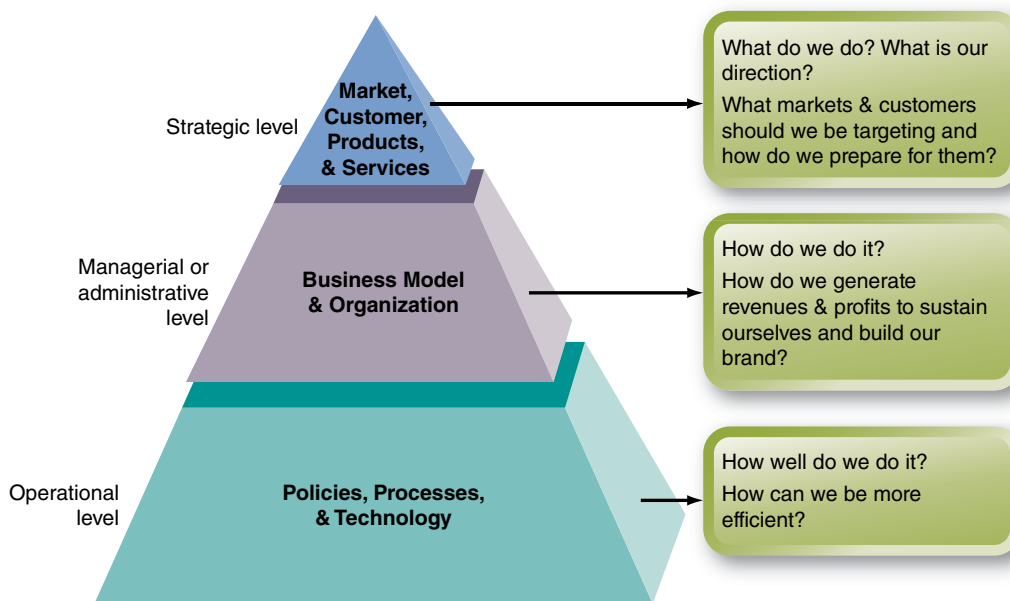 Strategic level
Market,
Customer,
Products,
& Services
What do we do? What is our
direction?
What markets & customers
should we be targeting and
how do we prepare for them?
Managerial or
administrative
level
Business Model
& Organization
How do we do it?
How do we generate
revenues & profits to sustain
ourselves and build our
brand?
Operational
level
Policies, Processes,
& Technology
How well do we do it?
How can we be more
efficient?